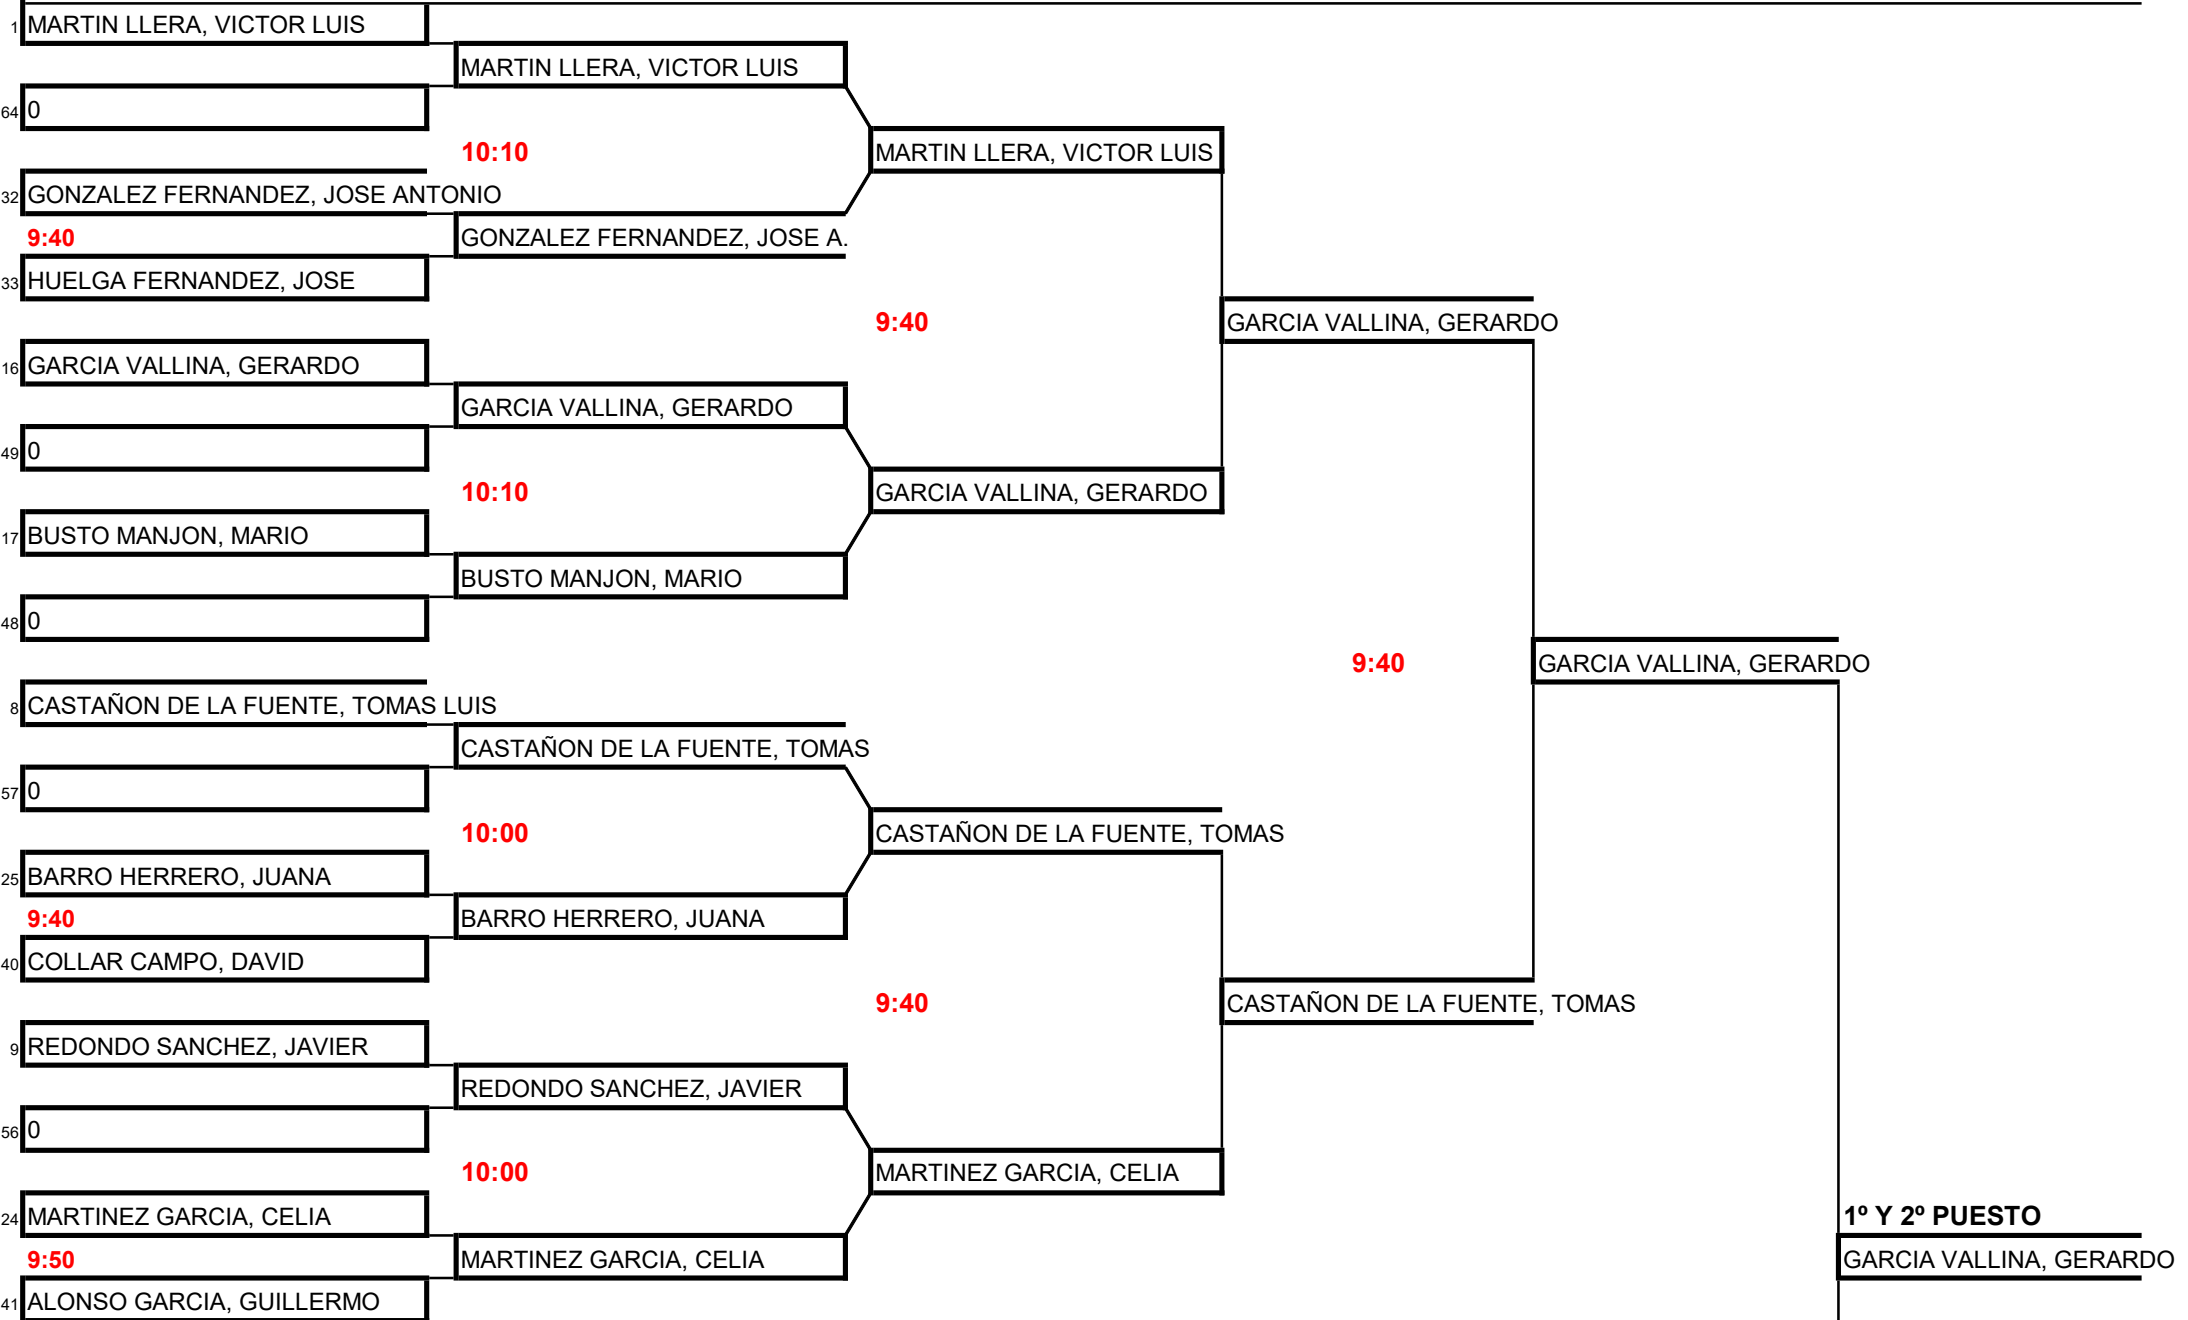 1 MARTIN LLERA, VICTOR LUIS
MARTIN LLERA, VICTOR LUIS
64 0
10:10 MARTIN LLERA, VICTOR LUIS
32 GONZALEZ FERNANDEZ, JOSE ANTONIO
9:40 GONZALEZ FERNANDEZ, JOSE A.
33 HUELGA FERNANDEZ, JOSE
9:40 GARCIA VALLINA, GERARDO
16 GARCIA VALLINA, GERARDO
GARCIA VALLINA, GERARDO
49 0
10:10 GARCIA VALLINA, GERARDO
17 BUSTO MANJON, MARIO
BUSTO MANJON, MARIO
48 0
9:40 GARCIA VALLINA, GERARDO
8 CASTAÑON DE LA FUENTE, TOMAS LUIS
CASTAÑON DE LA FUENTE, TOMAS
57 0
10:00 CASTAÑON DE LA FUENTE, TOMAS
25 BARRO HERRERO, JUANA
9:40 BARRO HERRERO, JUANA
40 COLLAR CAMPO, DAVID
9:40 CASTAÑON DE LA FUENTE, TOMAS
9 REDONDO SANCHEZ, JAVIER
REDONDO SANCHEZ, JAVIER
56 0
10:00 MARTINEZ GARCIA, CELIA
24 MARTINEZ GARCIA, CELIA 1º Y 2º PUESTO
9:50 MARTINEZ GARCIA, CELIA GARCIA VALLINA, GERARDO
41 ALONSO GARCIA, GUILLERMO